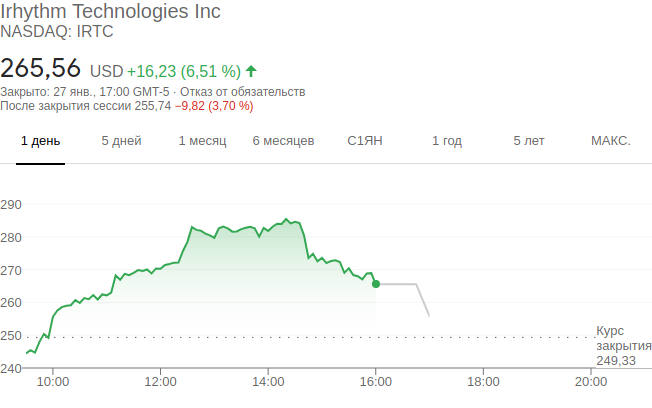 Irhythm Technologies Inc
NASDAQ: IRTC
265,56 USD +16,23 (6,51 %)
Закрыто: 27 янв., 17:00 GMT-5 · Отказ от обязательств
После закрытия сессии 255,74 −9,82 (3,70 %)
1 день 5 дней 1 месяц 6 месяцев С1ЯН 1 год 5 лет МАКС.
290
280
270
260
250
240
Курс
закрытия
249,33
10:00 12:00 14:00 16:00 18:00 20:00